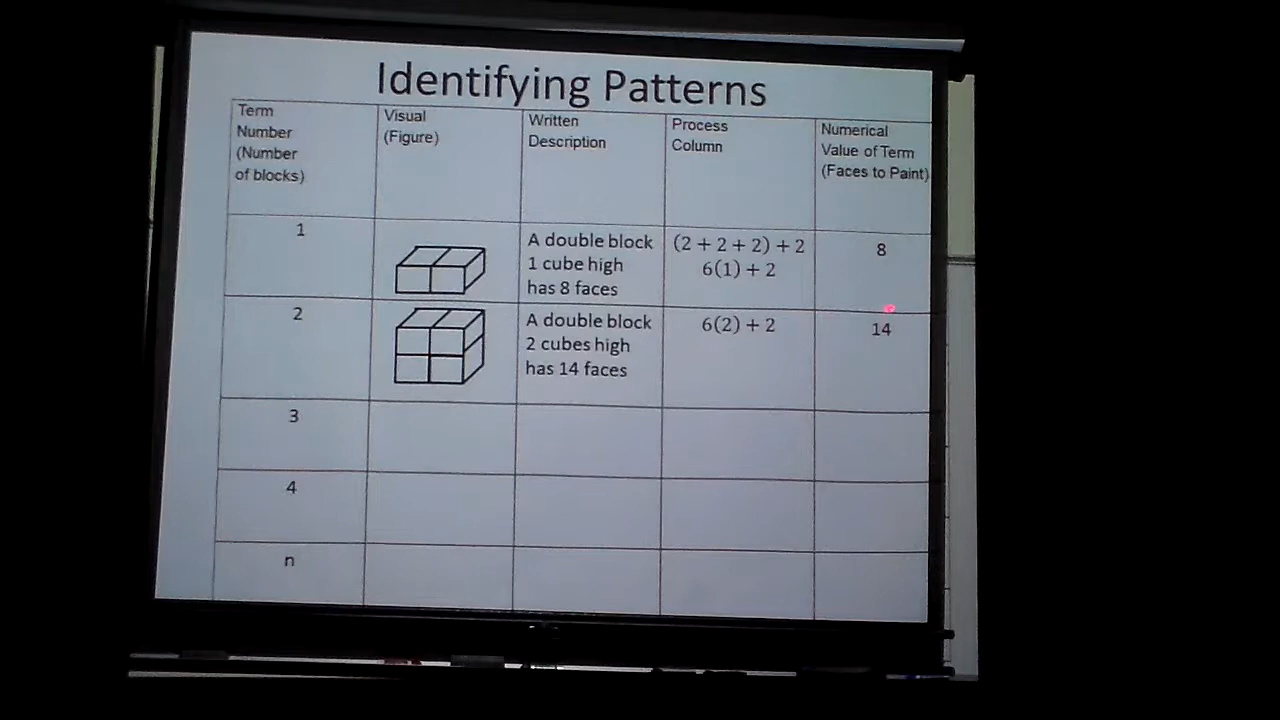 Identifying Patterns
Term
Number
(Number
of blocks)
Visual
(Figure)
Written
Description
Process
Column
Numerical
Value of Term
(Faces to Paint)
1
A double block
1 cube high
has 8 faces
(2 + 2 + 2) + 2
6(1) + 2
8
2
A double block
2 cubes high
has 14 faces
6(2) + 2
14
3
4
n